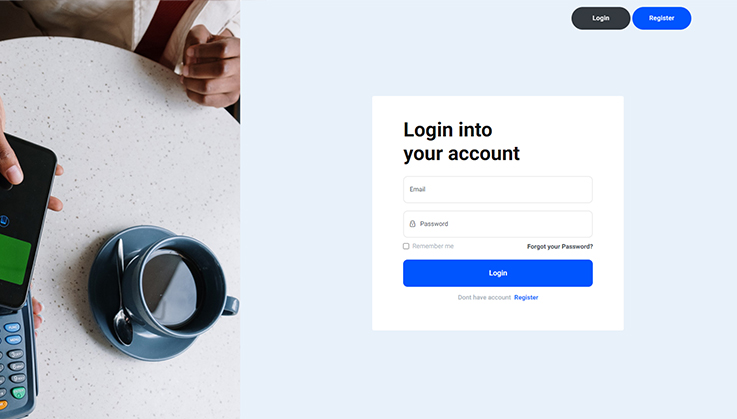 Login
Register
Login into
your account
Email
Password
Remember me
Forgot your Password?
Login
Dont have account Register